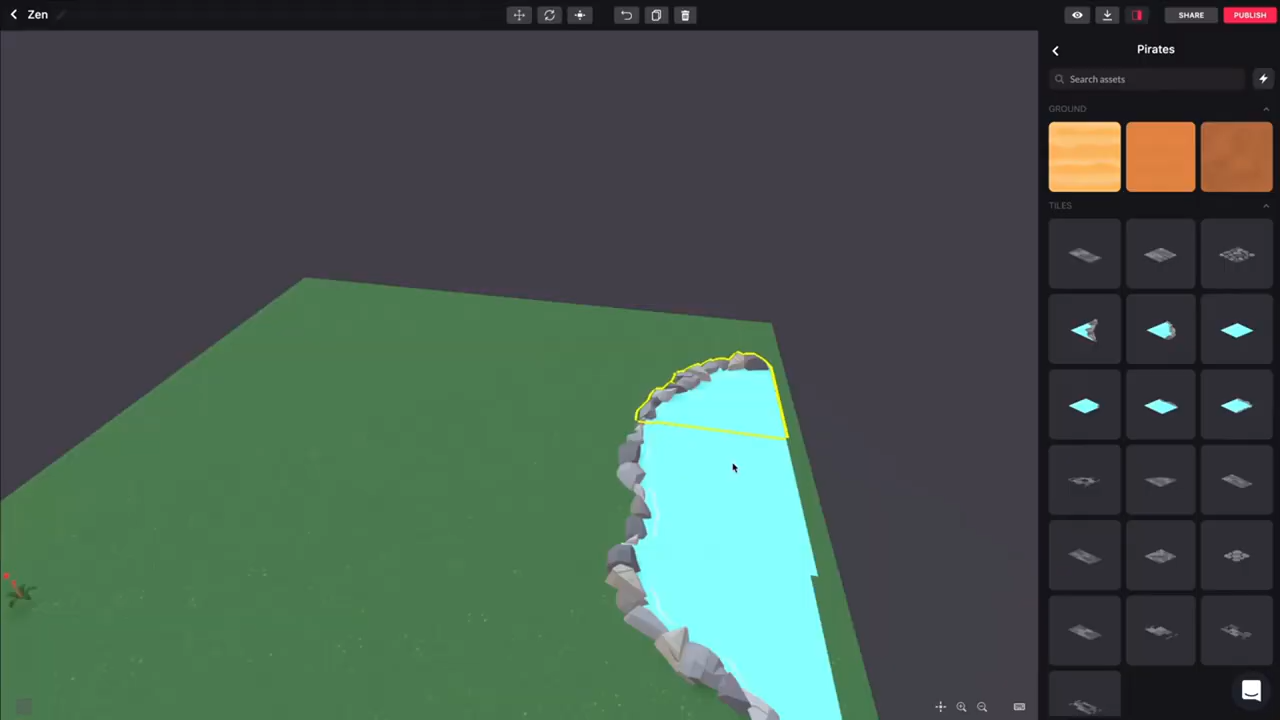 Zen
SHARE
PUBLISH
Pirates
Search assets
GROUND
TILES